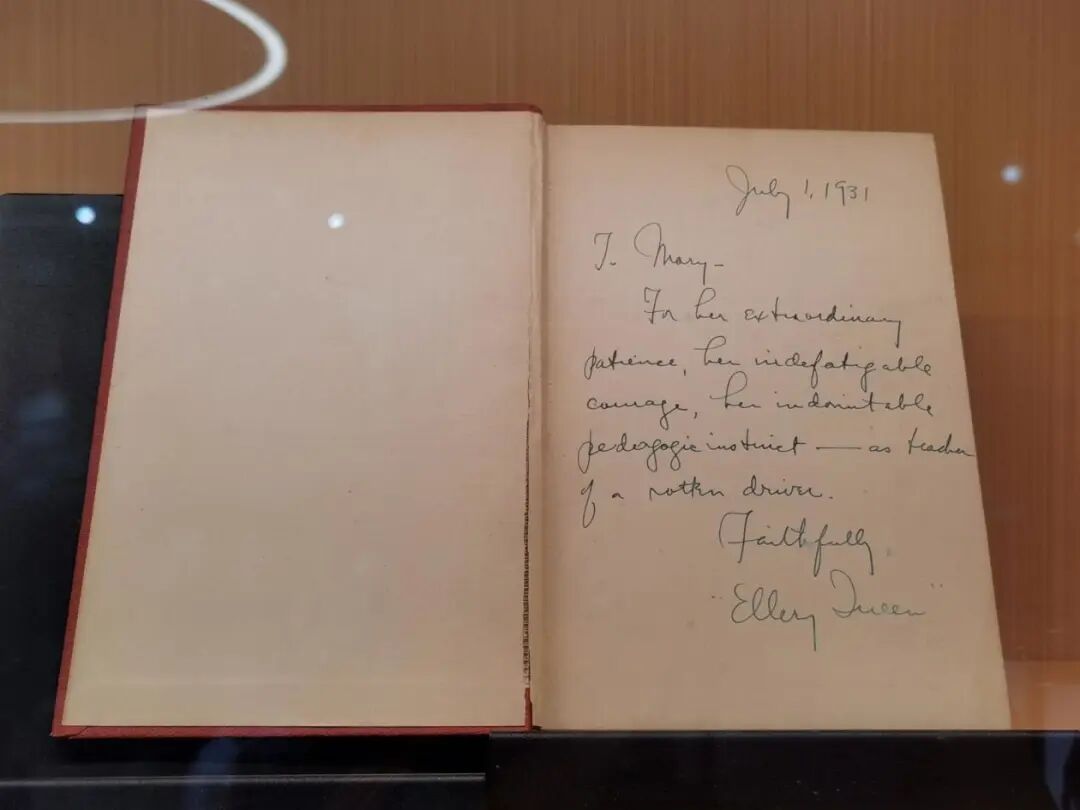 July 1, 1931
To Mary—
For her extraordinary
patience, her indefatigable
courage, her indomitable
pedagogic instinct — as teacher
of a rotten driver.
Faithfully
"Ellery Queen"